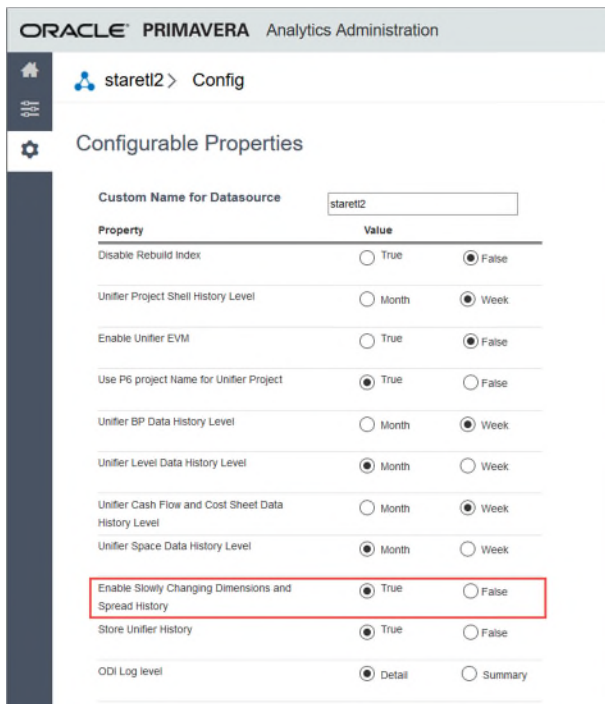 ORACLE® PRIMAVERA Analytics Administration
staretl2 > Config
Configurable Properties
Custom Name for Datasource staretl2
Property Value
Disable Rebuild Index True False
Unifier Project Shell History Level Month Week
Enable Unifier EVM True False
Use P6 project Name for Unifier Project True False
Unifier BP Data History Level Month Week
Unifier Level Data History Level Month Week
Unifier Cash Flow and Cost Sheet Data Month Week
History Level
Unifier Space Data History Level Month Week
Enable Slowly Changing Dimensions and True False
Spread History
Store Unifier History True False
ODI Log level Detail Summary